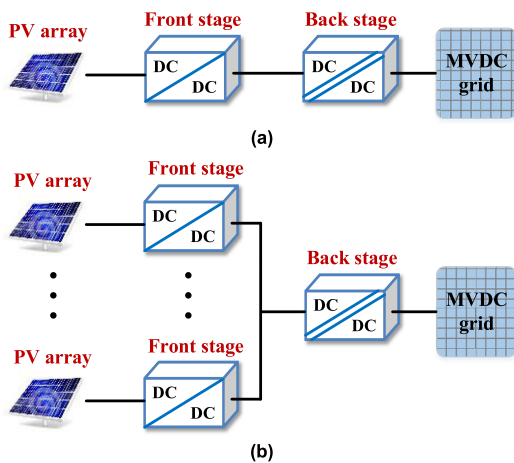 PV array
Front stage
Back stage
DC
DC
DC
DC
MVDC
grid
(a)
PV array
Front stage
DC
DC
Back stage
DC
DC
MVDC
grid
PV array
Front stage
DC
DC
(b)